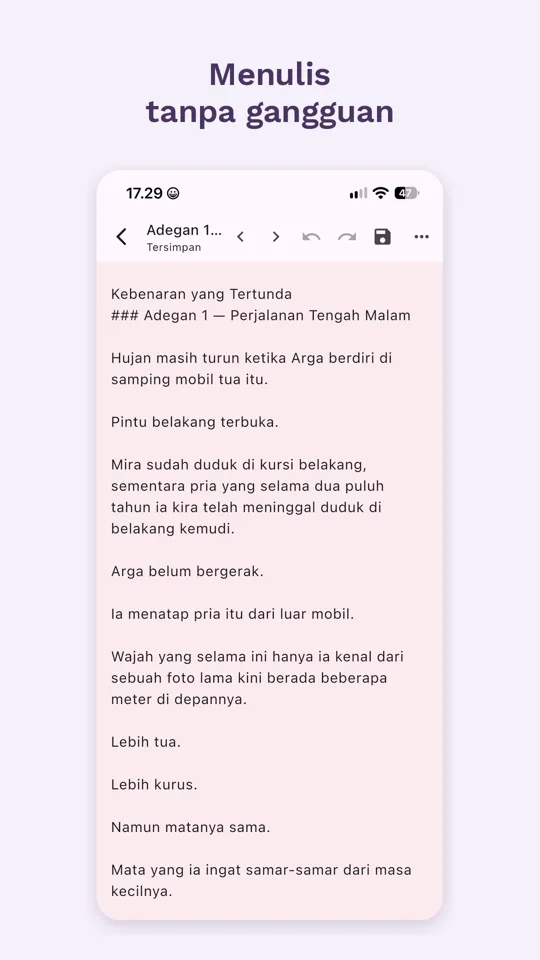 Menulis
tanpa gangguan
17.29
47
Adegan 1...
Tersimpan
Kebenaran yang Tertunda
### Adegan 1 — Perjalanan Tengah Malam
Hujan masih turun ketika Arga berdiri di
samping mobil tua itu.
Pintu belakang terbuka.
Mira sudah duduk di kursi belakang,
sementara pria yang selama dua puluh
tahun ia kira telah meninggal duduk di
belakang kemudi.
Arga belum bergerak.
Ia menatap pria itu dari luar mobil.
Wajah yang selama ini hanya ia kenal dari
sebuah foto lama kini berada beberapa
meter di depannya.
Lebih tua.
Lebih kurus.
Namun matanya sama.
Mata yang ia ingat samar-samar dari masa
kecilnya.